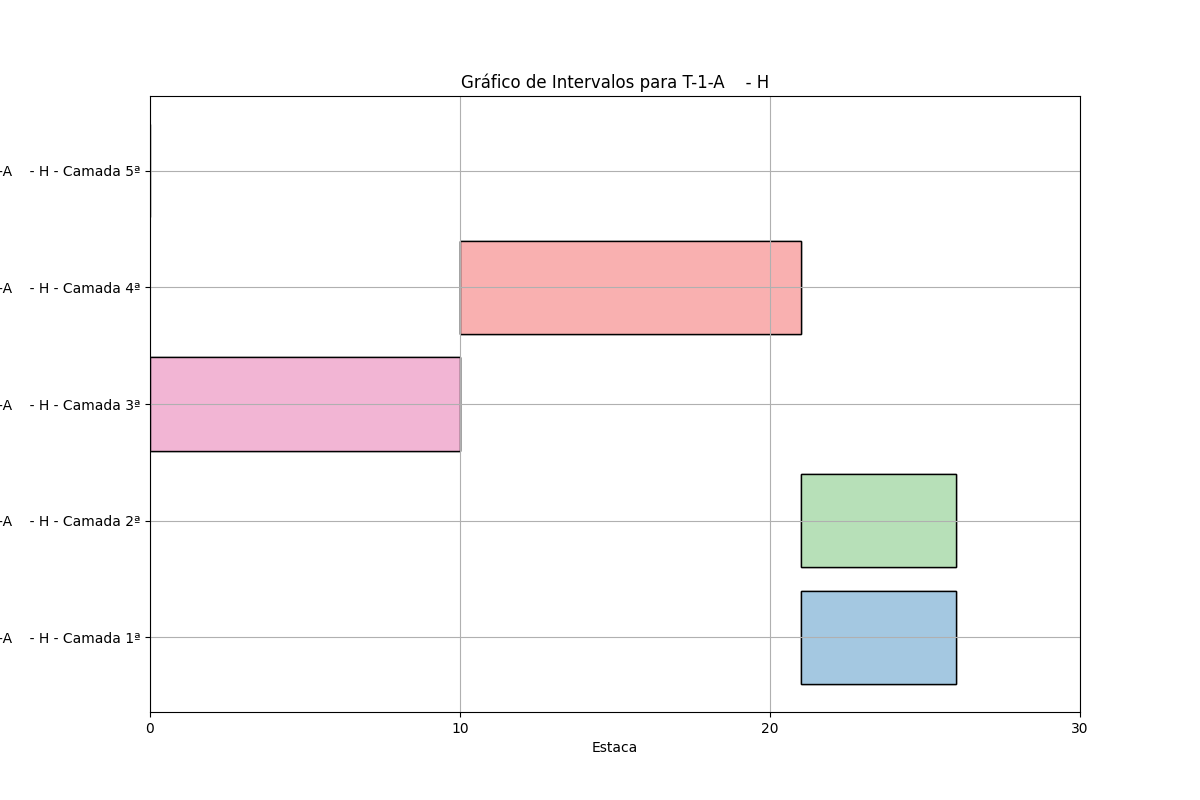 Gráfico de Intervalos para T-1-A    - H
-A    - H - Camada 5ª
-A    - H - Camada 4ª
-A    - H - Camada 3ª
-A    - H - Camada 2ª
-A    - H - Camada 1ª
0 10 20 30
Estaca